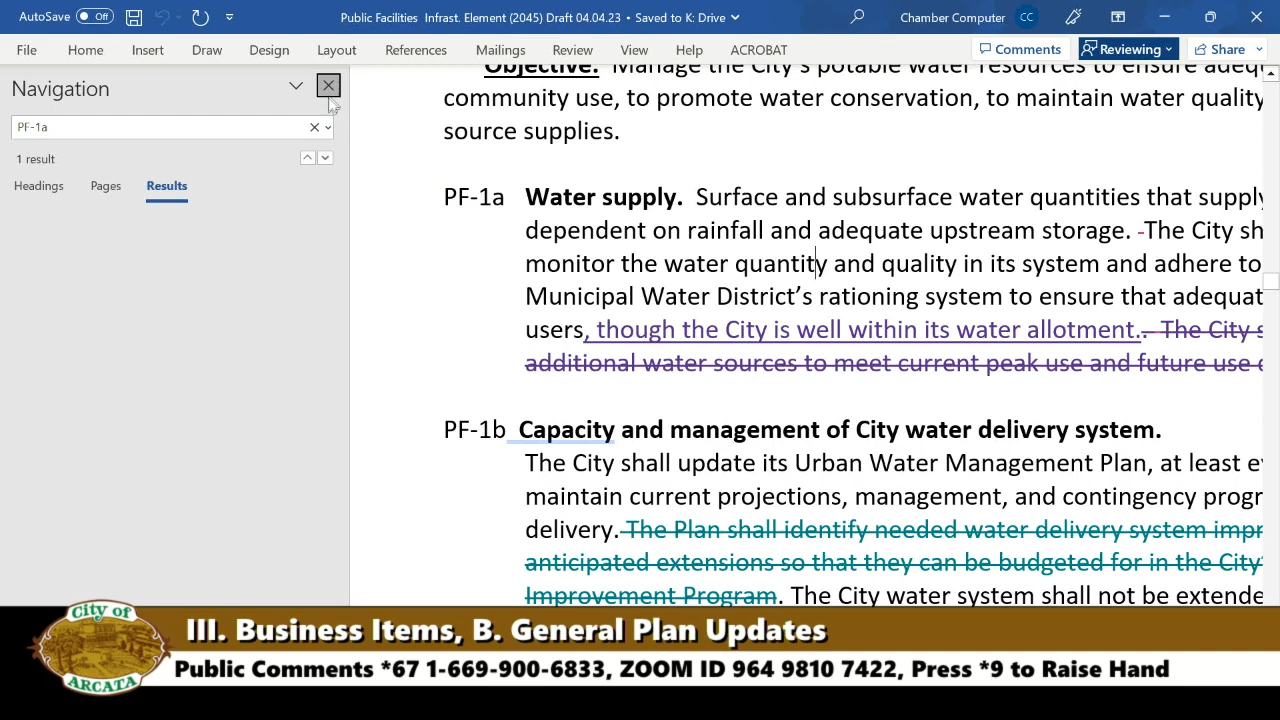 AutoSave Off Public Facilities Infrast. Element (2045) Draft 04.04.23 • Saved to K: Drive Chamber Computer CC
File Home Insert Draw Design Layout References Mailings Review View Help ACROBAT Comments Reviewing Share
Navigation
PF-1a
1 result
Headings Pages Results
Objective: Manage the City's potable water resources to ensure adeq
community use, to promote water conservation, to maintain water quality
source supplies.
PF-1a Water supply. Surface and subsurface water quantities that supply
dependent on rainfall and adequate upstream storage. -The City sh
monitor the water quantity and quality in its system and adhere to
Municipal Water District's rationing system to ensure that adequat
users, though the City is well within its water allotment.. The City s
additional water sources to meet current peak use and future use
PF-1b Capacity and management of City water delivery system.
The City shall update its Urban Water Management Plan, at least ev
maintain current projections, management, and contingency progr
delivery. The Plan shall identify needed water delivery system impr
anticipated extensions so that they can be budgeted for in the City'
Improvement Program. The City water system shall not be extende
City of
ARCATA
III. Business Items, B. General Plan Updates
Public Comments *67 1-669-900-6833, ZOOM ID 964 9810 7422, Press *9 to Raise Hand